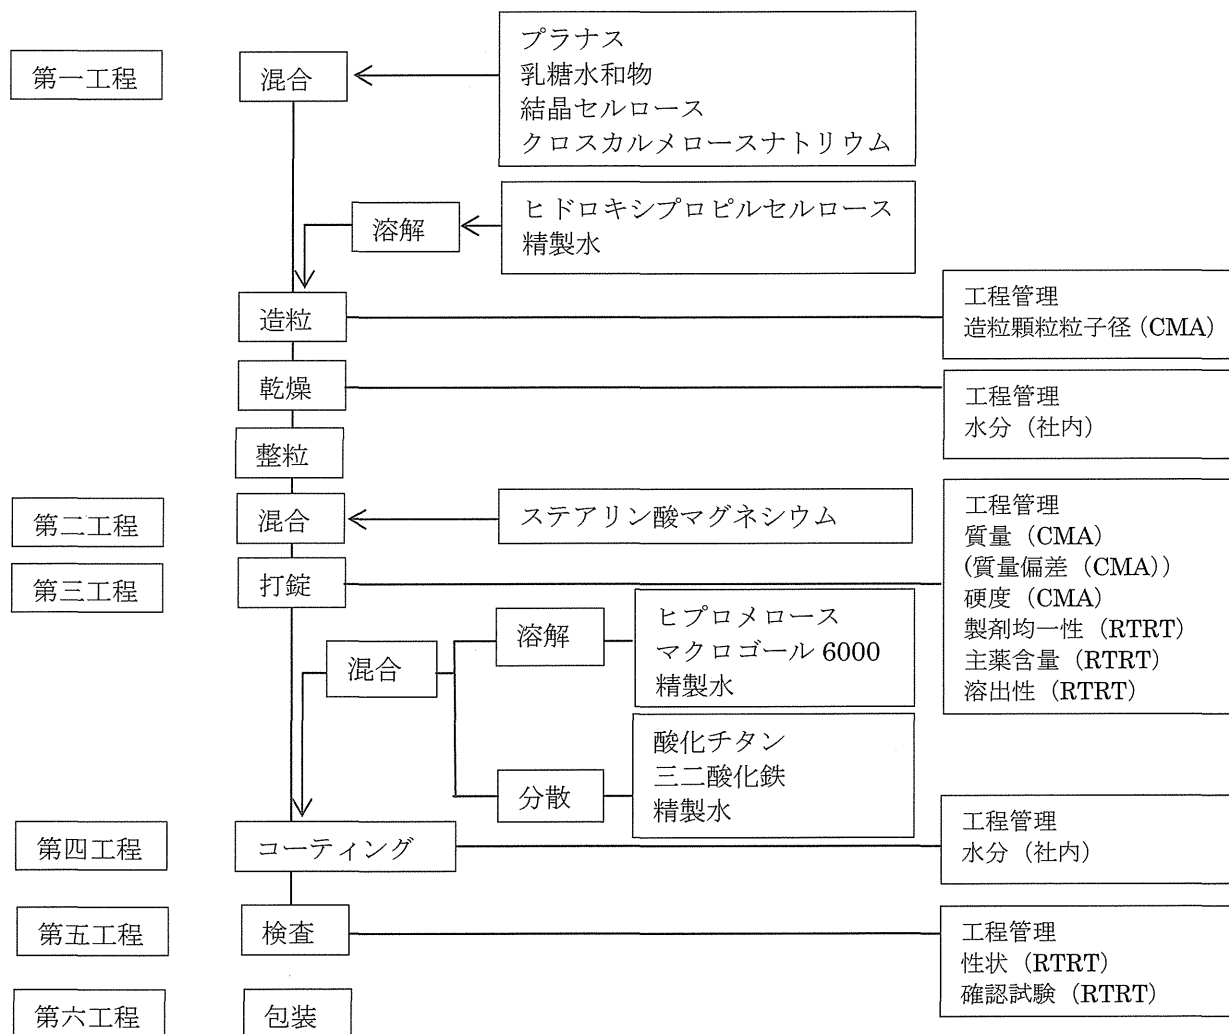 第一工程
混合
プラナス
乳糖水和物
結晶セルロース
クロスカルメロースナトリウム
溶解
ヒドロキシプロピルセルロース
精製水
造粒
工程管理
造粒顆粒粒子径 (CMA)
乾燥
工程管理
水分（社内）
整粒
第二工程
混合
ステアリン酸マグネシウム
第三工程
打錠
工程管理
質量（CMA）
(質量偏差（CMA））
硬度（CMA）
製剤均一性（RTRT）
主薬含量（RTRT）
溶出性（RTRT）
混合
溶解
ヒプロメロース
マクロゴール 6000
精製水
分散
酸化チタン
三二酸化鉄
精製水
第四工程
コーティング
工程管理
水分（社内）
第五工程
検査
工程管理
性状（RTRT）
確認試験（RTRT）
第六工程
包装